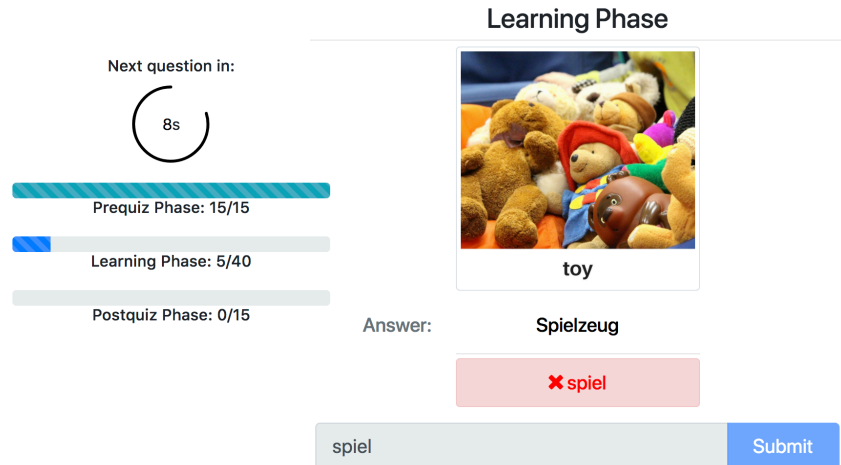 Learning Phase
Next question in:
8s
Prequiz Phase: 15/15
Learning Phase: 5/40
Postquiz Phase: 0/15
toy
Answer:
Spielzeug
✖ spiel
spiel
Submit